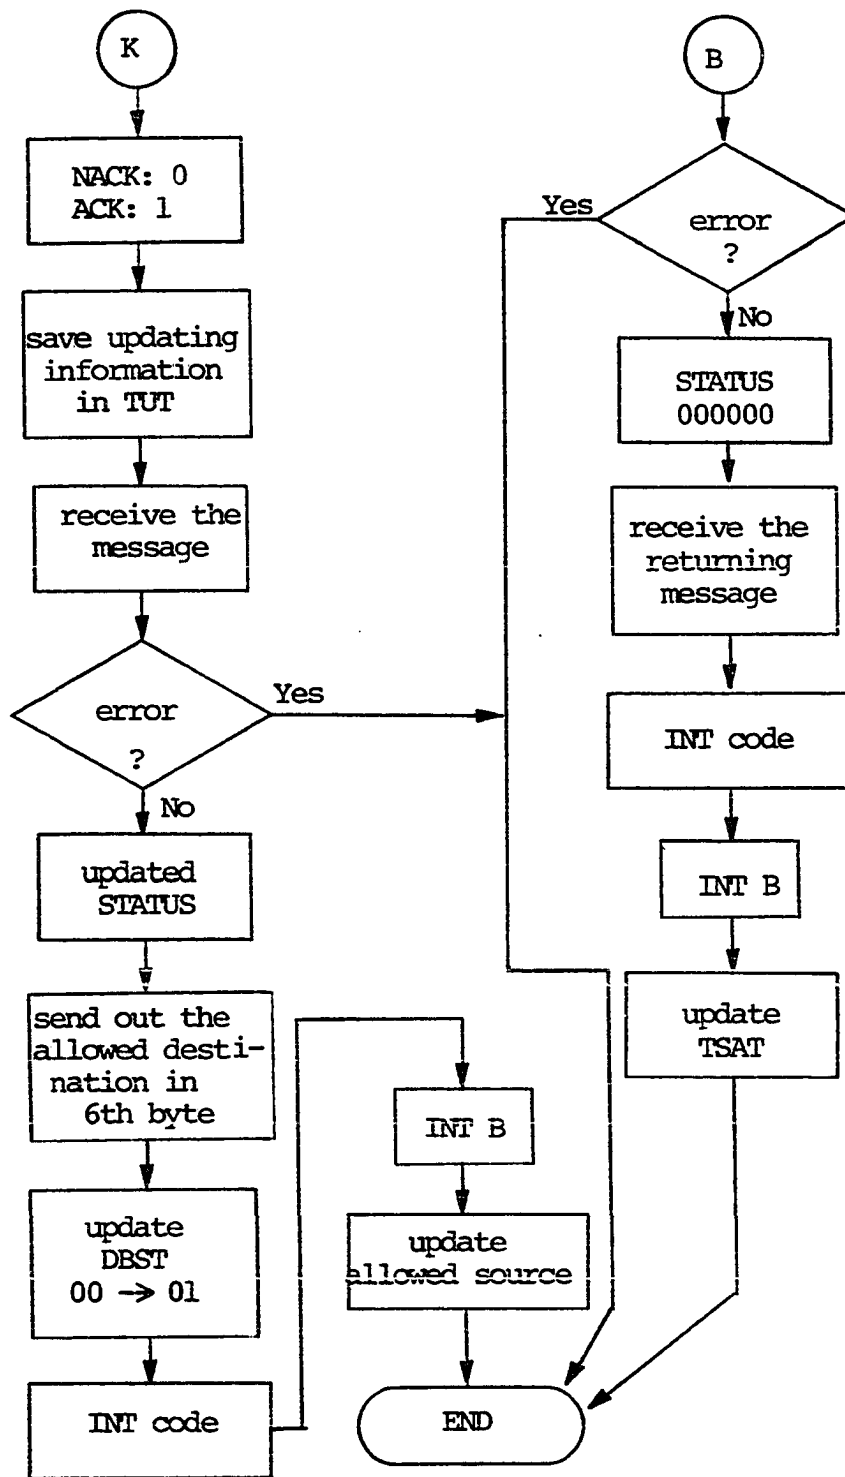 K
NACK: 0
ACK: 1
save updating
information
in TUT
receive the
message
error
?
Yes
No
updated
STATUS
send out the
allowed desti-
nation in
6th byte
update
DBST
00 → 01
INT code
INT B
update
allowed source
END
B
error
?
Yes
No
STATUS
000000
receive the
returning
message
INT code
INT B
update
TSAT